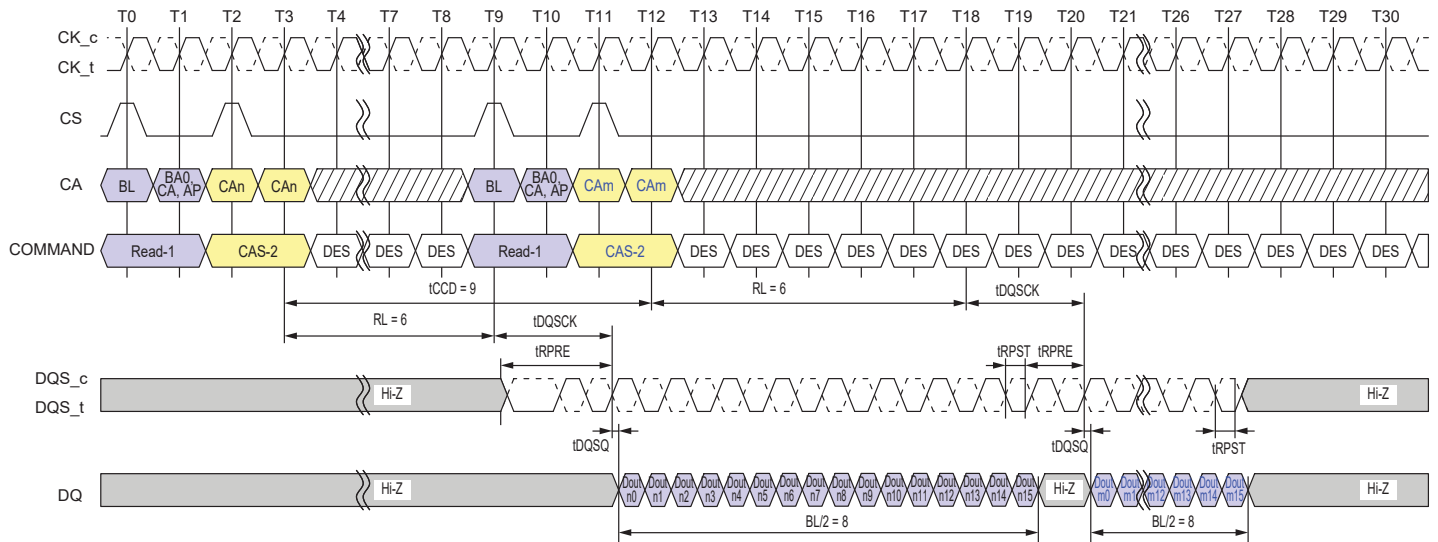 T0 T1 T2 T3 T4 T7 T8 T9 T10 T11 T12 T13 T14 T15 T16 T17 T18 T19 T20 T21 T26 T27 T28 T29 T30
CK_c
CK_t
CS
CA
BL
BA0,
CA, AP
CAn
CAn
BL
BA0,
CA, AP
CAm
CAm
COMMAND
Read-1 CAS-2 DES DES DES Read-1 CAS-2 DES DES DES DES DES DES DES DES DES DES DES DES DES DES
tCCD = 9 RL = 6 tDQSCK
RL = 6 tDQSCK
tRPRE tRPST tRPRE
DQS_c
DQS_t
Hi-Z Hi-Z
tDQSQ tDQSQ tRPST
DQ
Hi-Z
Dout
n0
Dout
n1
Dout
n2
Dout
n3
Dout
n4
Dout
n5
Dout
n6
Dout
n7
Dout
n8
Dout
n9
Dout
n10
Dout
n11
Dout
n12
Dout
n13
Dout
n14
Dout
n15
Hi-Z
Dout
m0
Dout
m1
Dout
m12
Dout
m13
Dout
m14
Dout
m15
Hi-Z
BL/2 = 8 BL/2 = 8